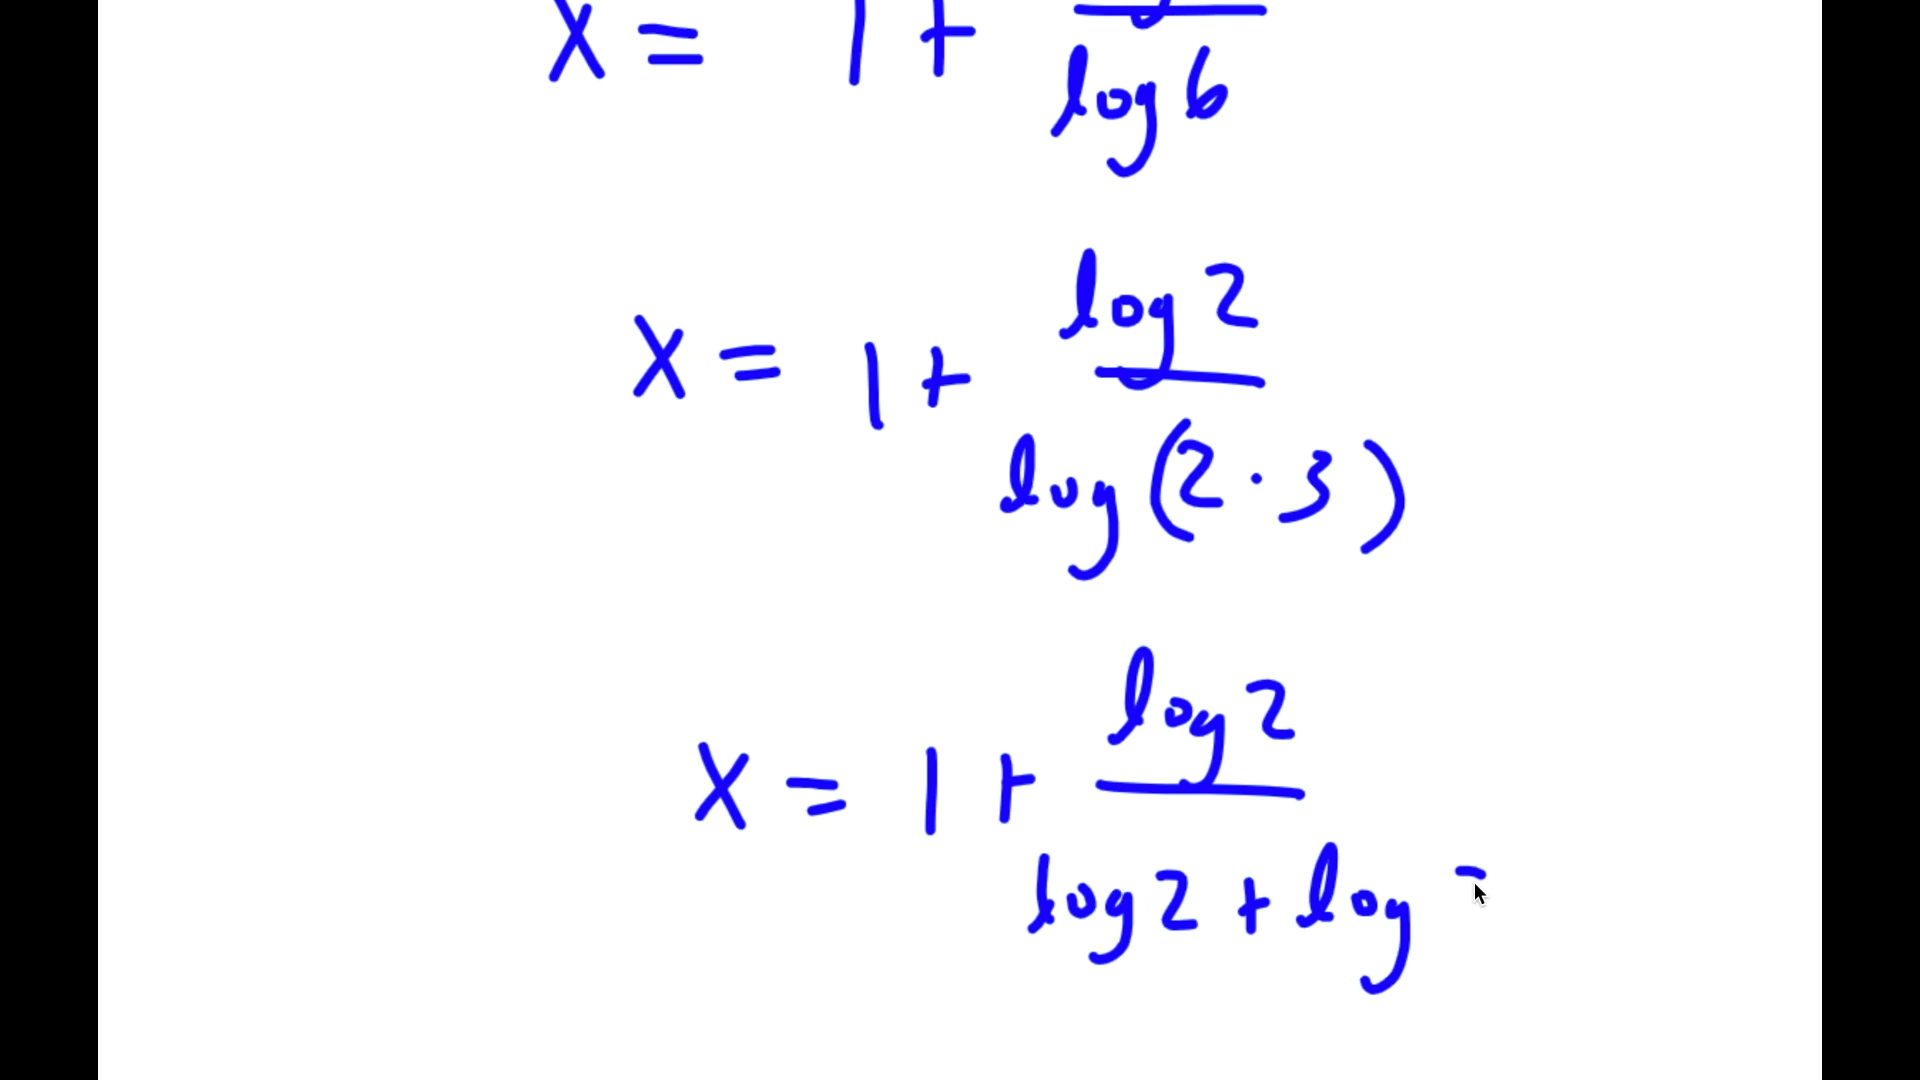 x = 1 +
log 6
log 2
x = 1 +
log (2 · 3)
log 2
x = 1 +
log 2 + log